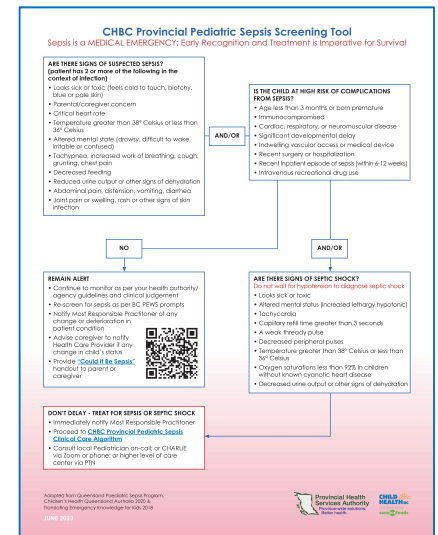 CHBC Provincial Pediatric Sepsis Screening Tool
Sepsis is a MEDICAL EMERGENCY; Early Recognition and Treatment is Imperative for Survival
ARE THERE SIGNS OF SUSPECTED SEPSIS?
(patient has 2 or more of the following in the
context of infection)
• Looks sick or toxic (feels cold to touch, blotchy,
blue or pale skin)
• Parental/caregiver concern
• Critical heart rate
• Temperature greater than 38° Celsius or less than
36° Celsius
• Altered mental state (drowsy, difficult to wake,
irritable or confused)
• Tachypnea, increased work of breathing, cough,
grunting, chest pain
• Decreased feeding
• Reduced urine output or other signs of dehydration
• Abdominal pain, distension, vomiting, diarrhea
• Joint pain or swelling, rash or other signs of skin
infection
AND/OR
IS THE CHILD AT HIGH RISK OF COMPLICATIONS
FROM SEPSIS?
• Age less than 3 months or born premature
• Immunocompromised
• Cardiac, respiratory, or neuromuscular disease
• Significant developmental delay
• Indwelling vascular access or medical device
• Recent surgery or hospitalization
• Recent inpatient episode of sepsis (within 6-12 weeks)
• Intravenous recreational drug use
NO
AND/OR
REMAIN ALERT
• Continue to monitor as per your health authority/
agency guidelines and clinical judgement
• Re-screen for sepsis as per BC PEWS prompts
• Notify Most Responsible Practitioner of any
change or deterioration in
patient condition
• Advise caregiver to notify
Health Care Provider if any
change in child's status
• Provide "Could It Be Sepsis"
handout to parent or
caregiver
ARE THERE SIGNS OF SEPTIC SHOCK?
Do not wait for hypotension to diagnose septic shock
• Looks sick or toxic
• Altered mental status (increased lethargy hypotonic)
• Tachycardia
• Capillary refill time greater than 3 seconds
• A weak thready pulse
• Decreased peripheral pulses
• Temperature greater than 38° Celsius or less than
36° Celsius
• Oxygen saturations less than 92% in children
without known cyanotic heart disease
• Decreased urine output or other signs of dehydration
DON'T DELAY - TREAT FOR SEPSIS OR SEPTIC SHOCK
• Immediately notify Most Responsible Practitioner
• Proceed to CHBC Provincial Pediatric Sepsis
Clinical Care Algorithm
• Consult local Pediatrician on-call; or CHARLiE
via Zoom or phone; or higher level of care
center via PTN
Adapted from Queensland Paediatric Sepsis Program,
Children's Health Queensland Australia 2020 &
Translating Emergency Knowledge for Kids 2018
JUNE 2023
Provincial Health
Services Authority
Province-wide solutions.
Better health.
CHILD
HEALTH BC